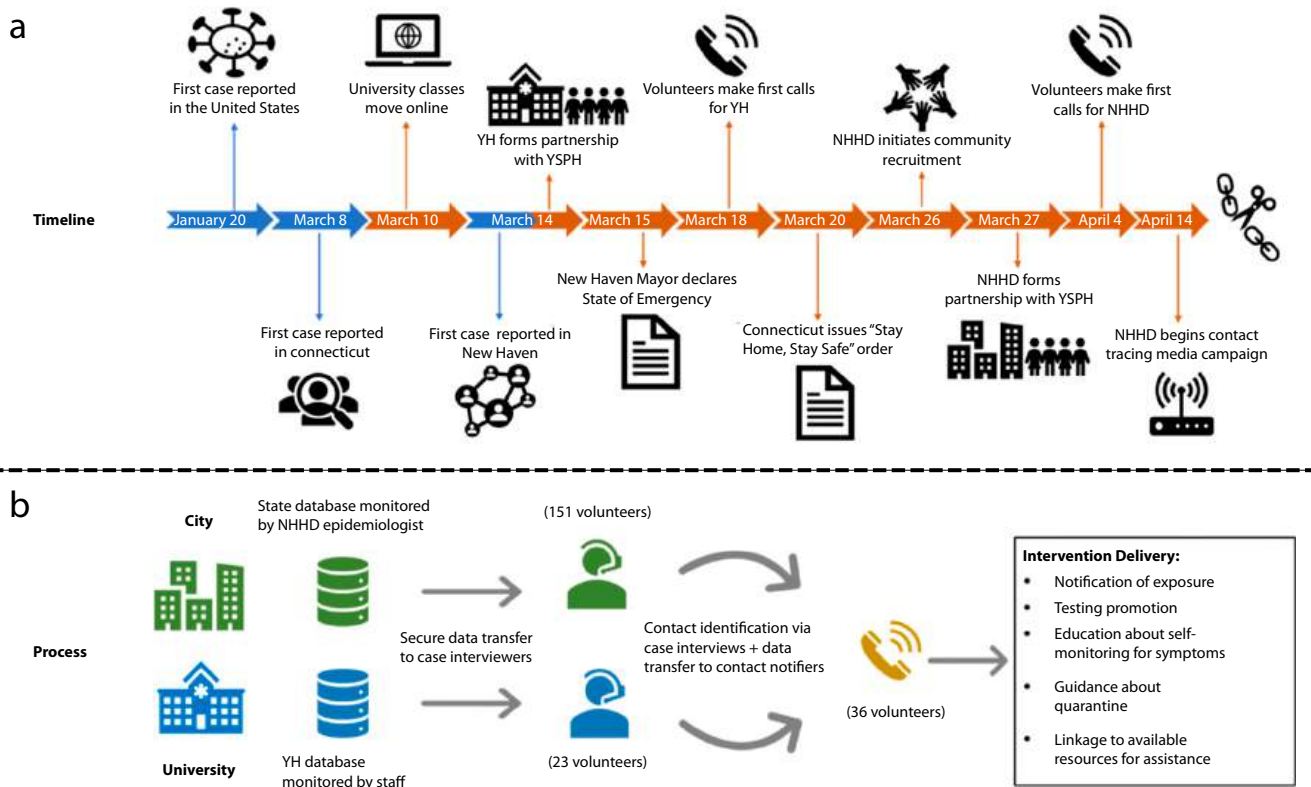 a
First case reported
in the United States
University classes
move online
YH forms partnership
with YSPH
Volunteers make first calls
for YH
NHHD initiates community
recruitment
Volunteers make first
calls for NHHD
Timeline
January 20
March 8
March 10
March 14
March 15
March 18
March 20
March 26
March 27
April 4
April 14
First case reported
in connecticut
First case reported in
New Haven
New Haven Mayor declares
State of Emergency
Connecticut issues “Stay
Home, Stay Safe” order
NHHD forms
partnership with YSPH
NHHD begins contact
tracing media campaign
b
Process
City
State database monitored
by NHHD epidemiologist
(151 volunteers)
Secure data transfer
to case interviewers
Contact identification via
case interviews + data
transfer to contact notifiers
University
YH database
monitored by staff
(23 volunteers)
(36 volunteers)
Intervention Delivery:
• Notification of exposure
• Testing promotion
• Education about self-
monitoring for symptoms
• Guidance about
quarantine
• Linkage to available
resources for assistance